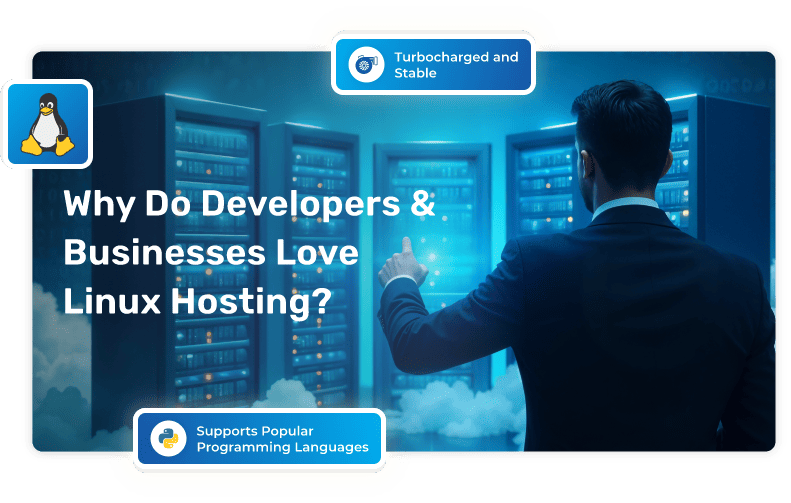 Turbocharged and
Stable
Why Do Developers &
Businesses Love
Linux Hosting?
Supports Popular
Programming Languages